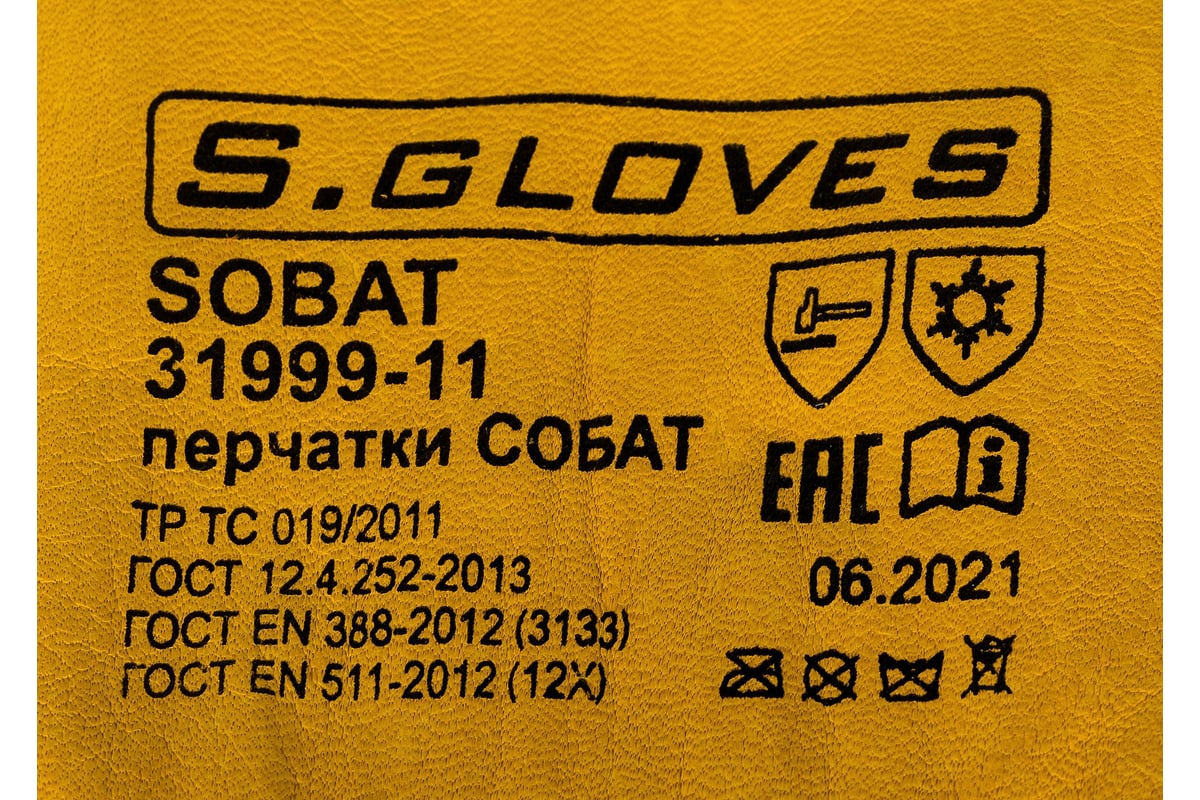 S.GLOVES
SOBAT
31999-11
перчатки СОБАТ
ТР ТС 019/2011
ГОСТ 12.4.252-2013
ГОСТ EN 388-2012 (3133)
ГОСТ EN 511-2012 (12X)
EAC
i
06.2021